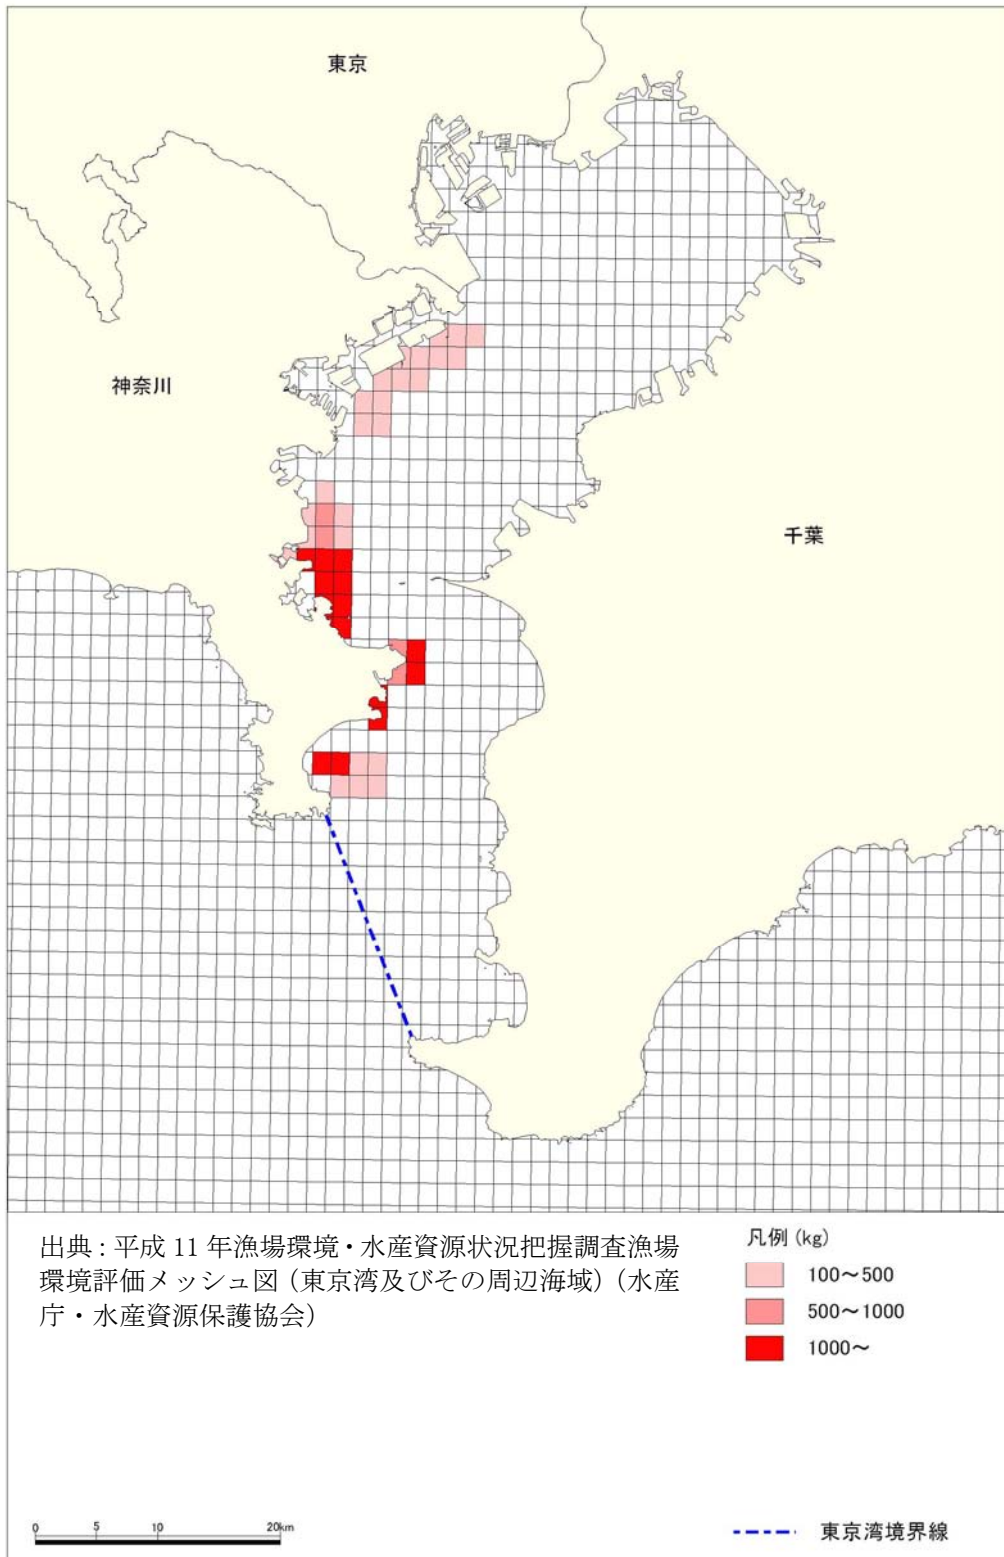 東京
神奈川
千葉
出典：平成 11 年漁場環境・水産資源状況把握調査漁場
環境評価メッシュ図（東京湾及びその周辺海域）（水産
庁・水産資源保護協会）
凡例 (kg)
100～500
500～1000
1000～
0 5 10 20km
東京湾境界線